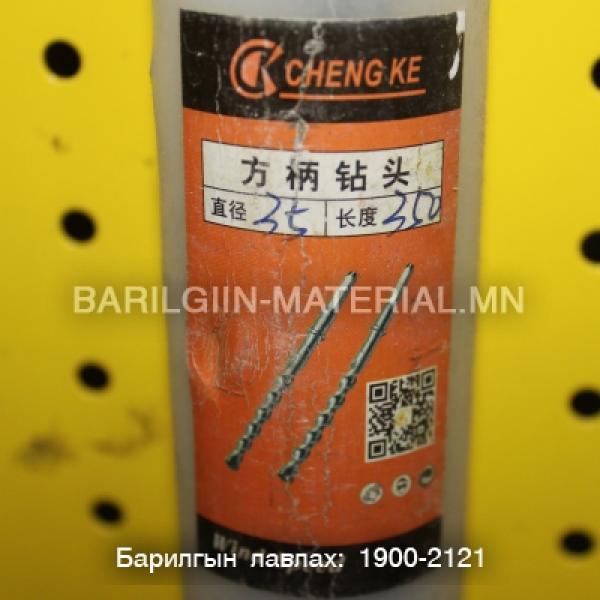 CK CHENG KE
方柄钻头
直径 35 长度 350
BARILGIIN-MATERIAL.MN
Барилгын лавлах: 1900-2121